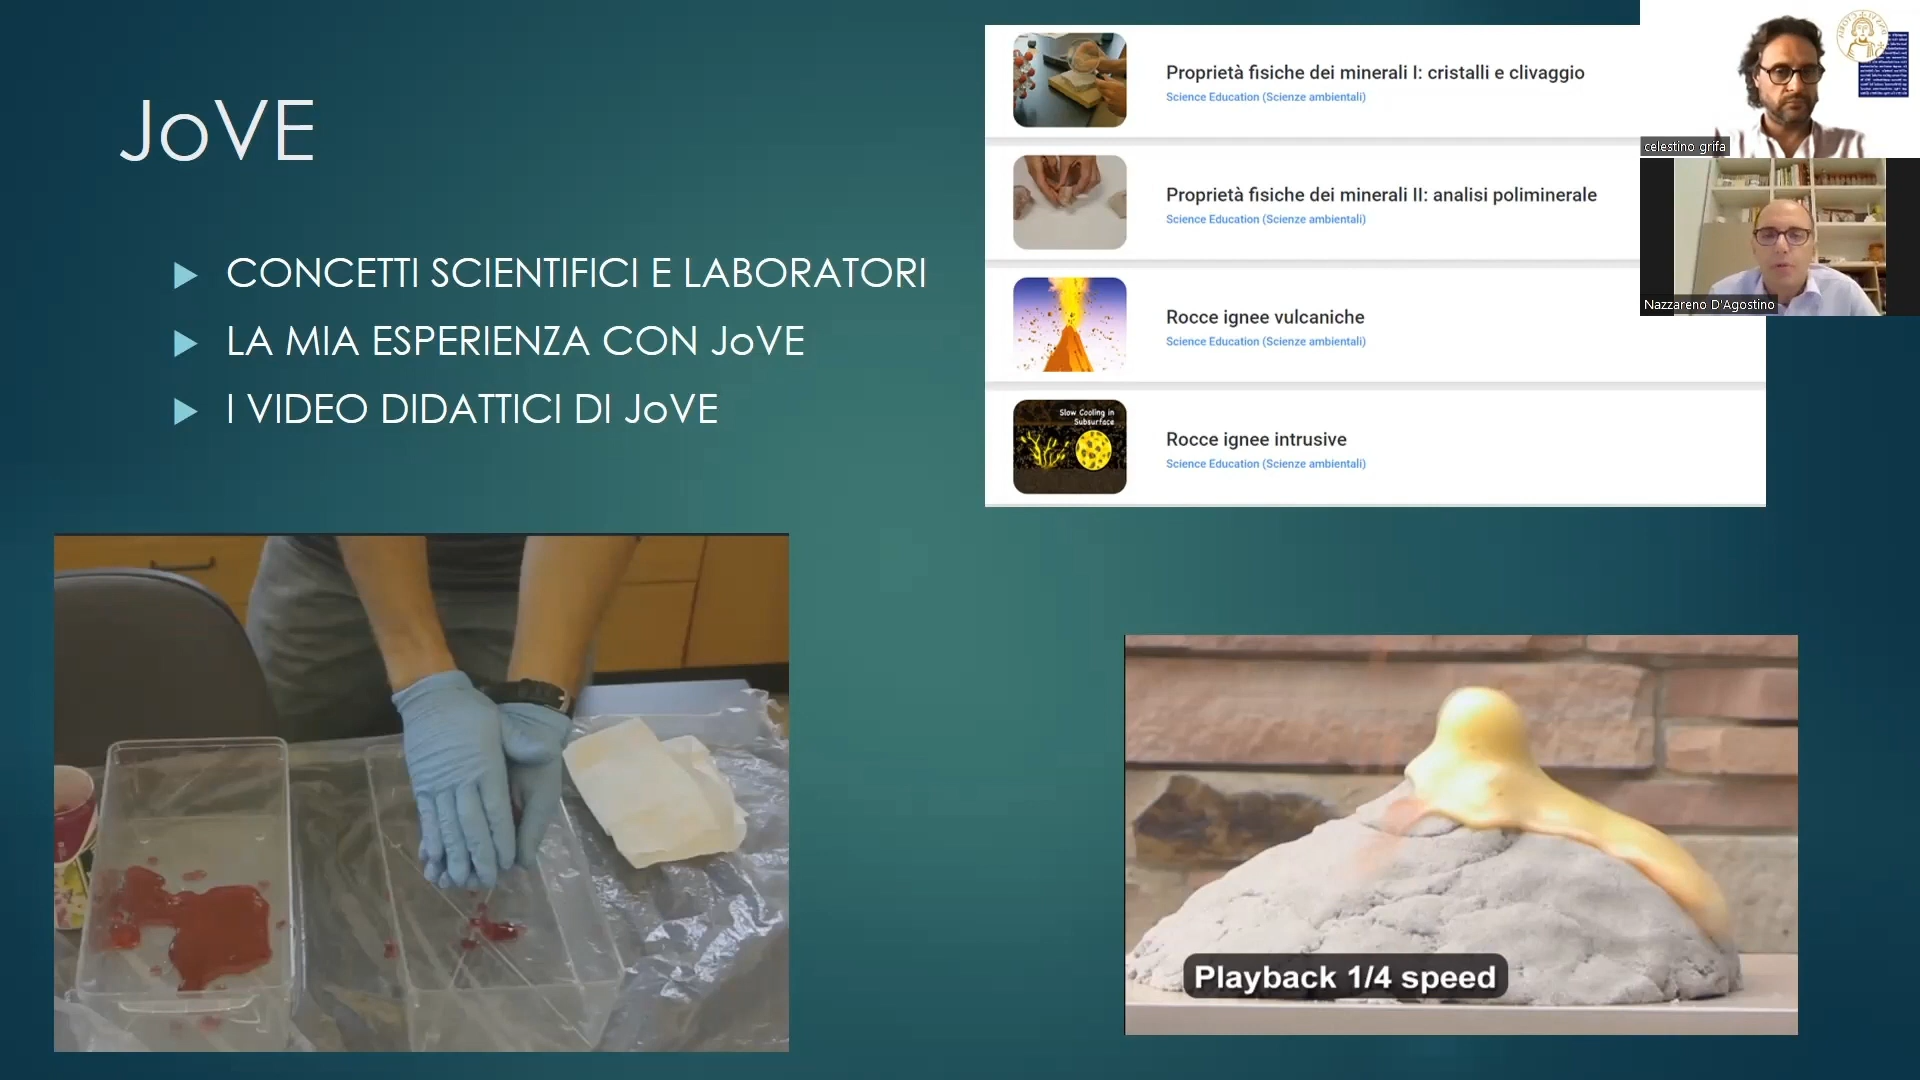 JoVE
CONCETTI SCIENTIFICI E LABORATORI
LA MIA ESPERIENZA CON JoVE
I VIDEO DIDATTICI DI JoVE
Proprietà fisiche dei minerali I: cristalli e clivaggio
Science Education (Scienze ambientali)
Proprietà fisiche dei minerali II: analisi poliminerale
Science Education (Scienze ambientali)
Rocce ignee vulcaniche
Science Education (Scienze ambientali)
Slow Cooling in
Subsurface
Rocce ignee intrusive
Science Education (Scienze ambientali)
celestino grifa
Nazzareno D'Agostino
Playback 1/4 speed